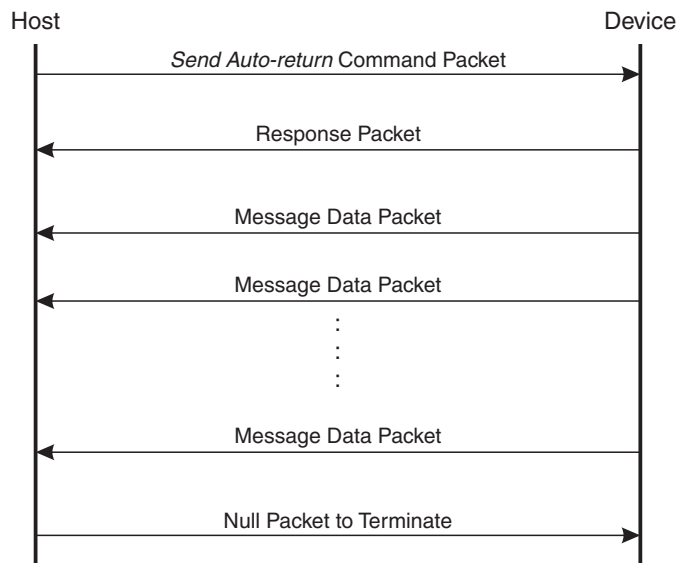 Host
Device
Send Auto-return Command Packet
Response Packet
Message Data Packet
Message Data Packet
:
:
:
Message Data Packet
Null Packet to Terminate